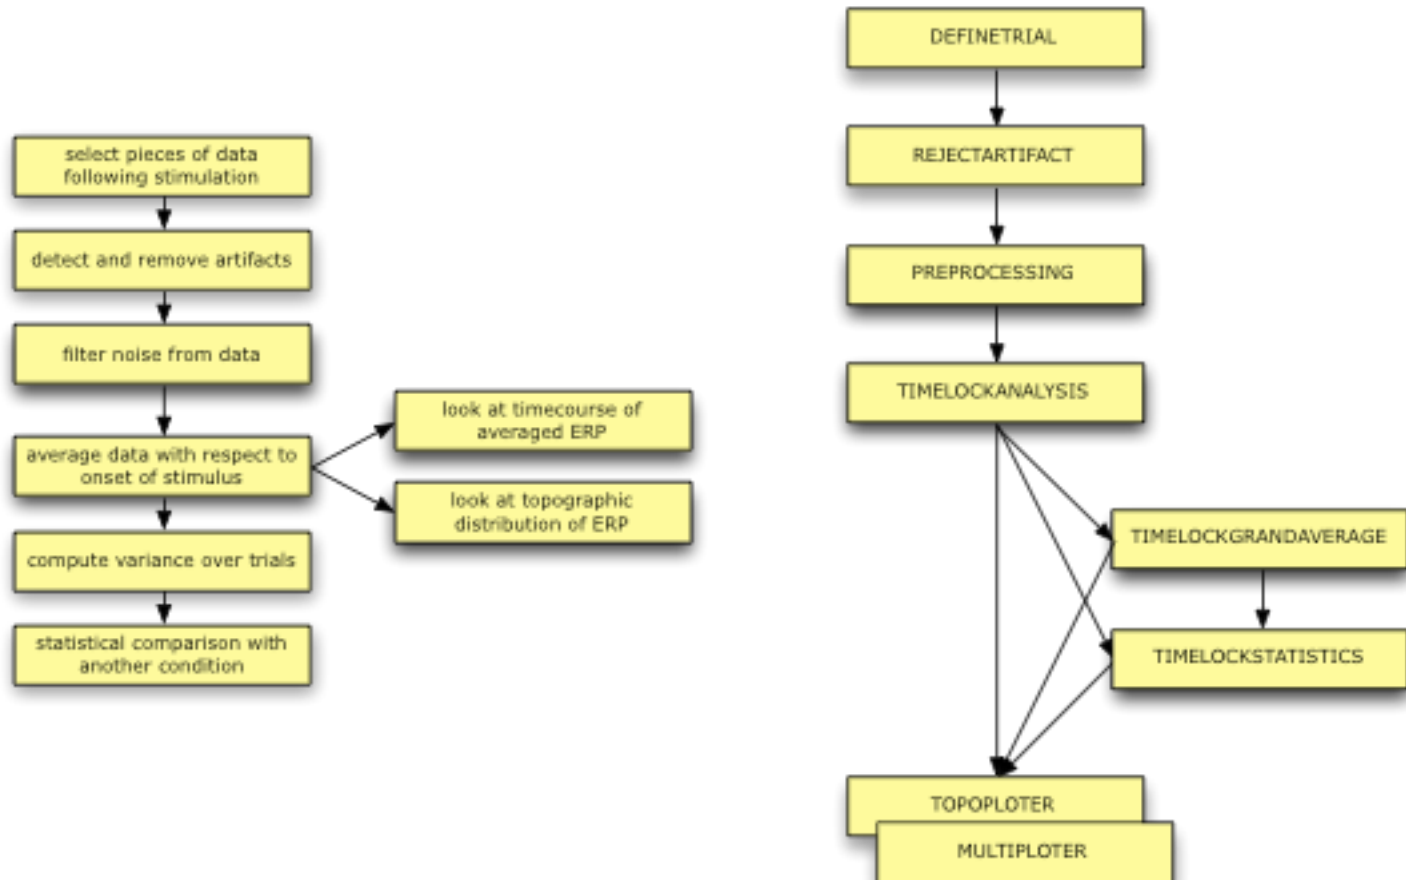 select pieces of data
following stimulation
detect and remove artifacts
filter noise from data
average data with respect to
onset of stimulus
compute variance over trials
statistical comparison with
another condition
look at timecourse of
averaged ERP
look at topographic
distribution of ERP
DEFINETRIAL
REJECTARTIFACT
PREPROCESSING
TIMELOCKANALYSIS
TIMELOCKGRANDAVERAGE
TIMELOCKSTATISTICS
TOPOPLOTER
MULTIPLOTER